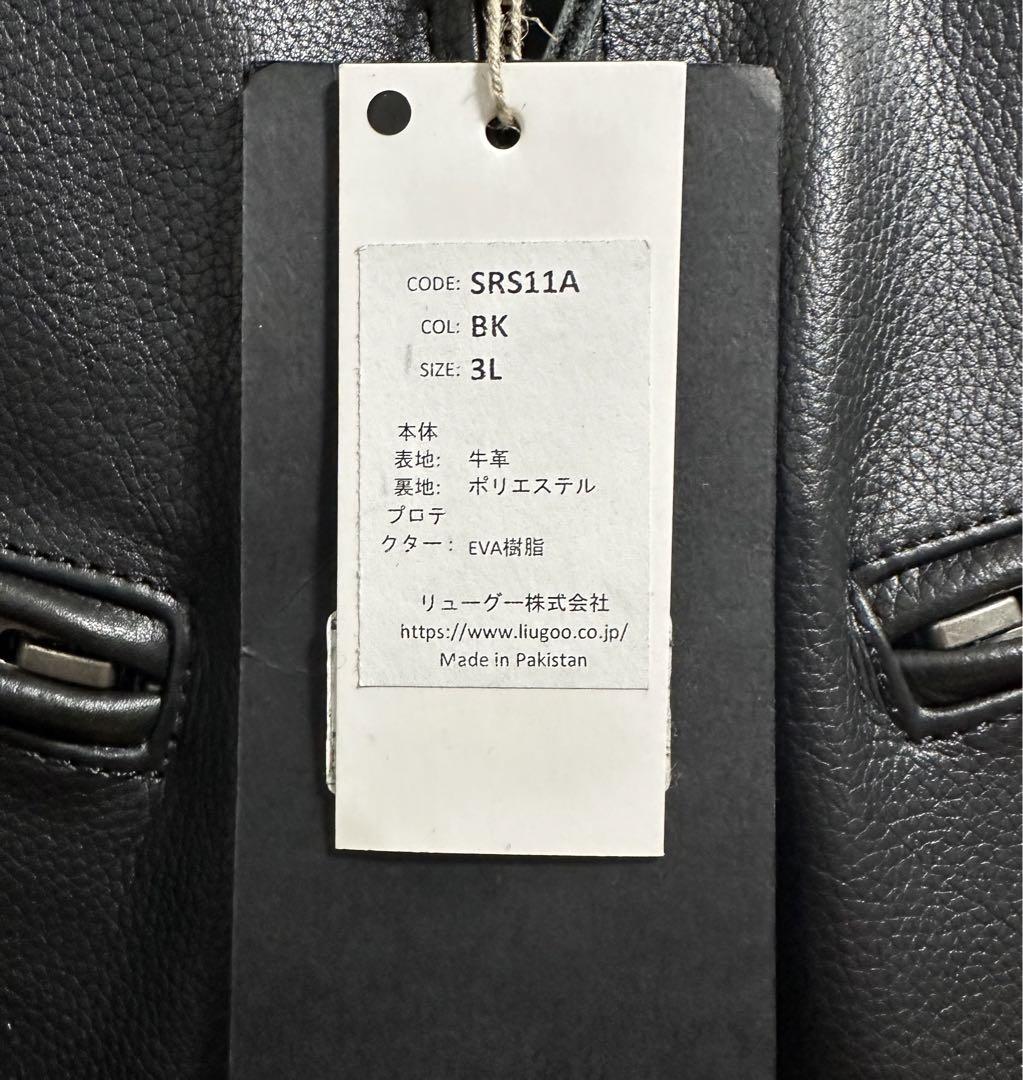 CODE: SRS11A
COL: BK
SIZE: 3L
本体
表地: 牛革
裏地: ポリエステル
プロテ
クター: EVA樹脂
リューグー株式会社
https://www.liugoo.co.jp/
Made in Pakistan